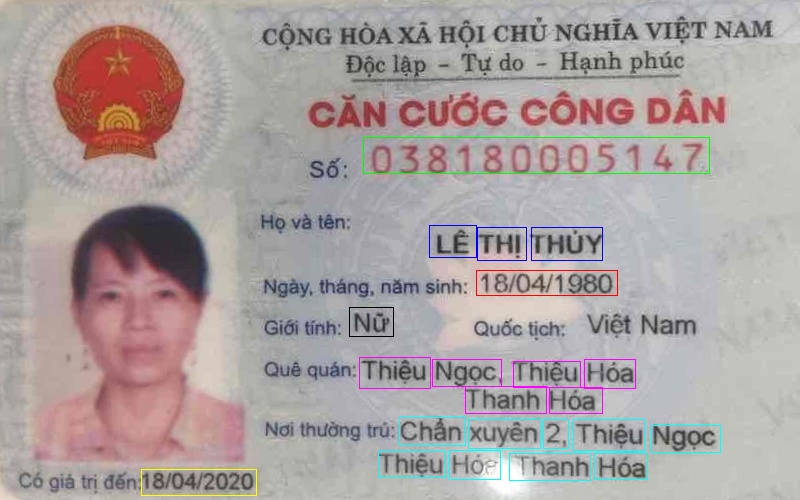 CỘNG HÒA XÃ HỘI CHỦ NGHĨA VIỆT NAM
Độc lập - Tự do - Hạnh phúc
CĂN CƯỚC CÔNG DÂN
Số: 038180005147
Họ và tên:
LÊ THỊ THỦY
Ngày, tháng, năm sinh: 18/04/1980
Giới tính: Nữ Quốc tịch: Việt Nam
Quê quán: Thiệu Ngọc, Thiệu Hóa
Thanh Hóa
Nơi thường trú: Chẩn xuyên 2, Thiệu Ngọc
Thiệu Hóa Thanh Hóa
Có giá trị đến: 18/04/2020